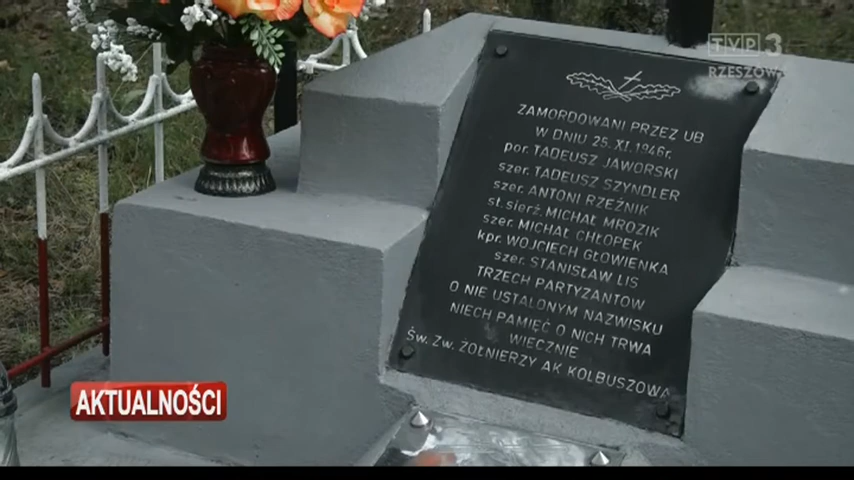 TVP3
RZESZÓW
ZAMORDOWANI PRZEZ UB
W DNIU 25.XI.1946r.
por. TADEUSZ JAWORSKI
szer. TADEUSZ SZYNDLER
szer. ANTONI RZEŹNIK
st.sierż. MICHAŁ MROZIK
szer. MICHAŁ CHŁOPEK
kpr. WOJCIECH GŁOWIENKA
szer. STANISŁAW LIS
TRZECH PARTYZANTÓW
O NIE USTALONYM NAZWISKU
NIECH PAMIĘĆ O NICH TRWA
WIECZNIE
Św. Zw. ŻOŁNIERZY AK KOLBUSZOWA
AKTUALNOŚCI